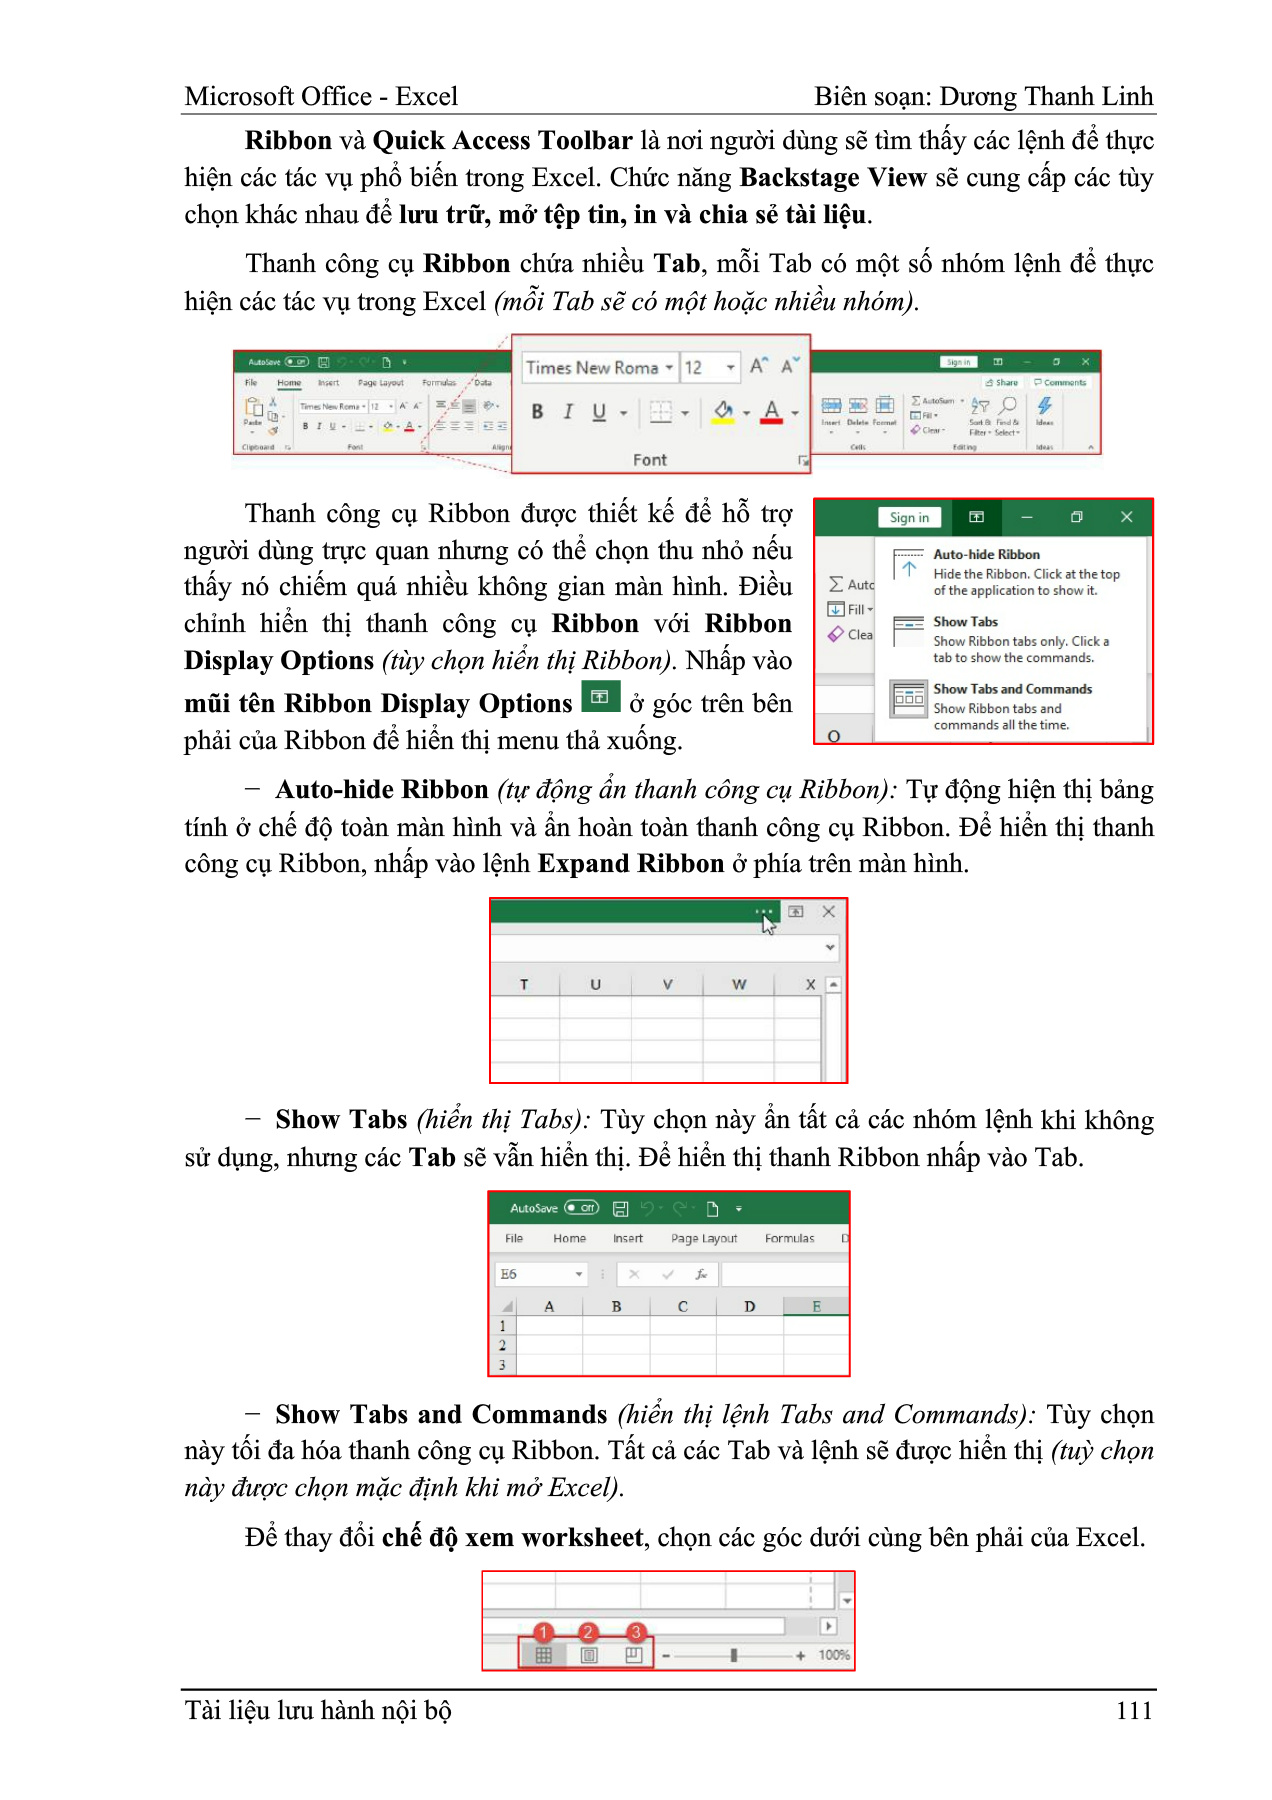 Microsoft Office - Excel
Biên soạn: Dương Thanh Linh
Ribbon và Quick Access Toolbar là nơi người dùng sẽ tìm thấy các lệnh để thực
hiện các tác vụ phổ biến trong Excel. Chức năng Backstage View sẽ cung cấp các tùy
chọn khác nhau để lưu trữ, mở tệp tin, in và chia sẻ tài liệu.
Thanh công cụ Ribbon chứa nhiều Tab, mỗi Tab có một số nhóm lệnh để thực
hiện các tác vụ trong Excel (mỗi Tab sẽ có một hoặc nhiều nhóm).
AutoSave Off
Sign in
File Home Insert Page Layout Formulas Data
Share Comments
Times New Roma 12 A A
B I U A
Paste
Clipboard Font
Times New Roma 12 A A
B I U A
Font
Insert Delete Format
Cells
AutoSum
Fill
Clear
Sort & Filter
Find & Select
Editing
Ideas
Ideas
Thanh công cụ Ribbon được thiết kế để hỗ trợ
người dùng trực quan nhưng có thể chọn thu nhỏ nếu
thấy nó chiếm quá nhiều không gian màn hình. Điều
chỉnh hiển thị thanh công cụ Ribbon với Ribbon
Display Options (tùy chọn hiển thị Ribbon). Nhấp vào
mũi tên Ribbon Display Options ở góc trên bên
phải của Ribbon để hiển thị menu thả xuống.
Sign in
Auto-hide Ribbon
Hide the Ribbon. Click at the top
of the application to show it.
Show Tabs
Show Ribbon tabs only. Click a
tab to show the commands.
Show Tabs and Commands
Show Ribbon tabs and
commands all the time.
∑ Auto
Fill
Clea
O
– Auto-hide Ribbon (tự động ẩn thanh công cụ Ribbon): Tự động hiện thị bảng
tính ở chế độ toàn màn hình và ẩn hoàn toàn thanh công cụ Ribbon. Để hiển thị thanh
công cụ Ribbon, nhấp vào lệnh Expand Ribbon ở phía trên màn hình.
T U V W X
– Show Tabs (hiển thị Tabs): Tùy chọn này ẩn tất cả các nhóm lệnh khi không
sử dụng, nhưng các Tab sẽ vẫn hiển thị. Để hiển thị thanh Ribbon nhấp vào Tab.
AutoSave Off
File Home Insert Page Layout Formulas D
E6 fx
A B C D E
1
2
3
– Show Tabs and Commands (hiển thị lệnh Tabs and Commands): Tùy chọn
này tối đa hóa thanh công cụ Ribbon. Tất cả các Tab và lệnh sẽ được hiển thị (tuỳ chọn
này được chọn mặc định khi mở Excel).
Để thay đổi chế độ xem worksheet, chọn các góc dưới cùng bên phải của Excel.
1 2 3
- + 100%
Tài liệu lưu hành nội bộ
111